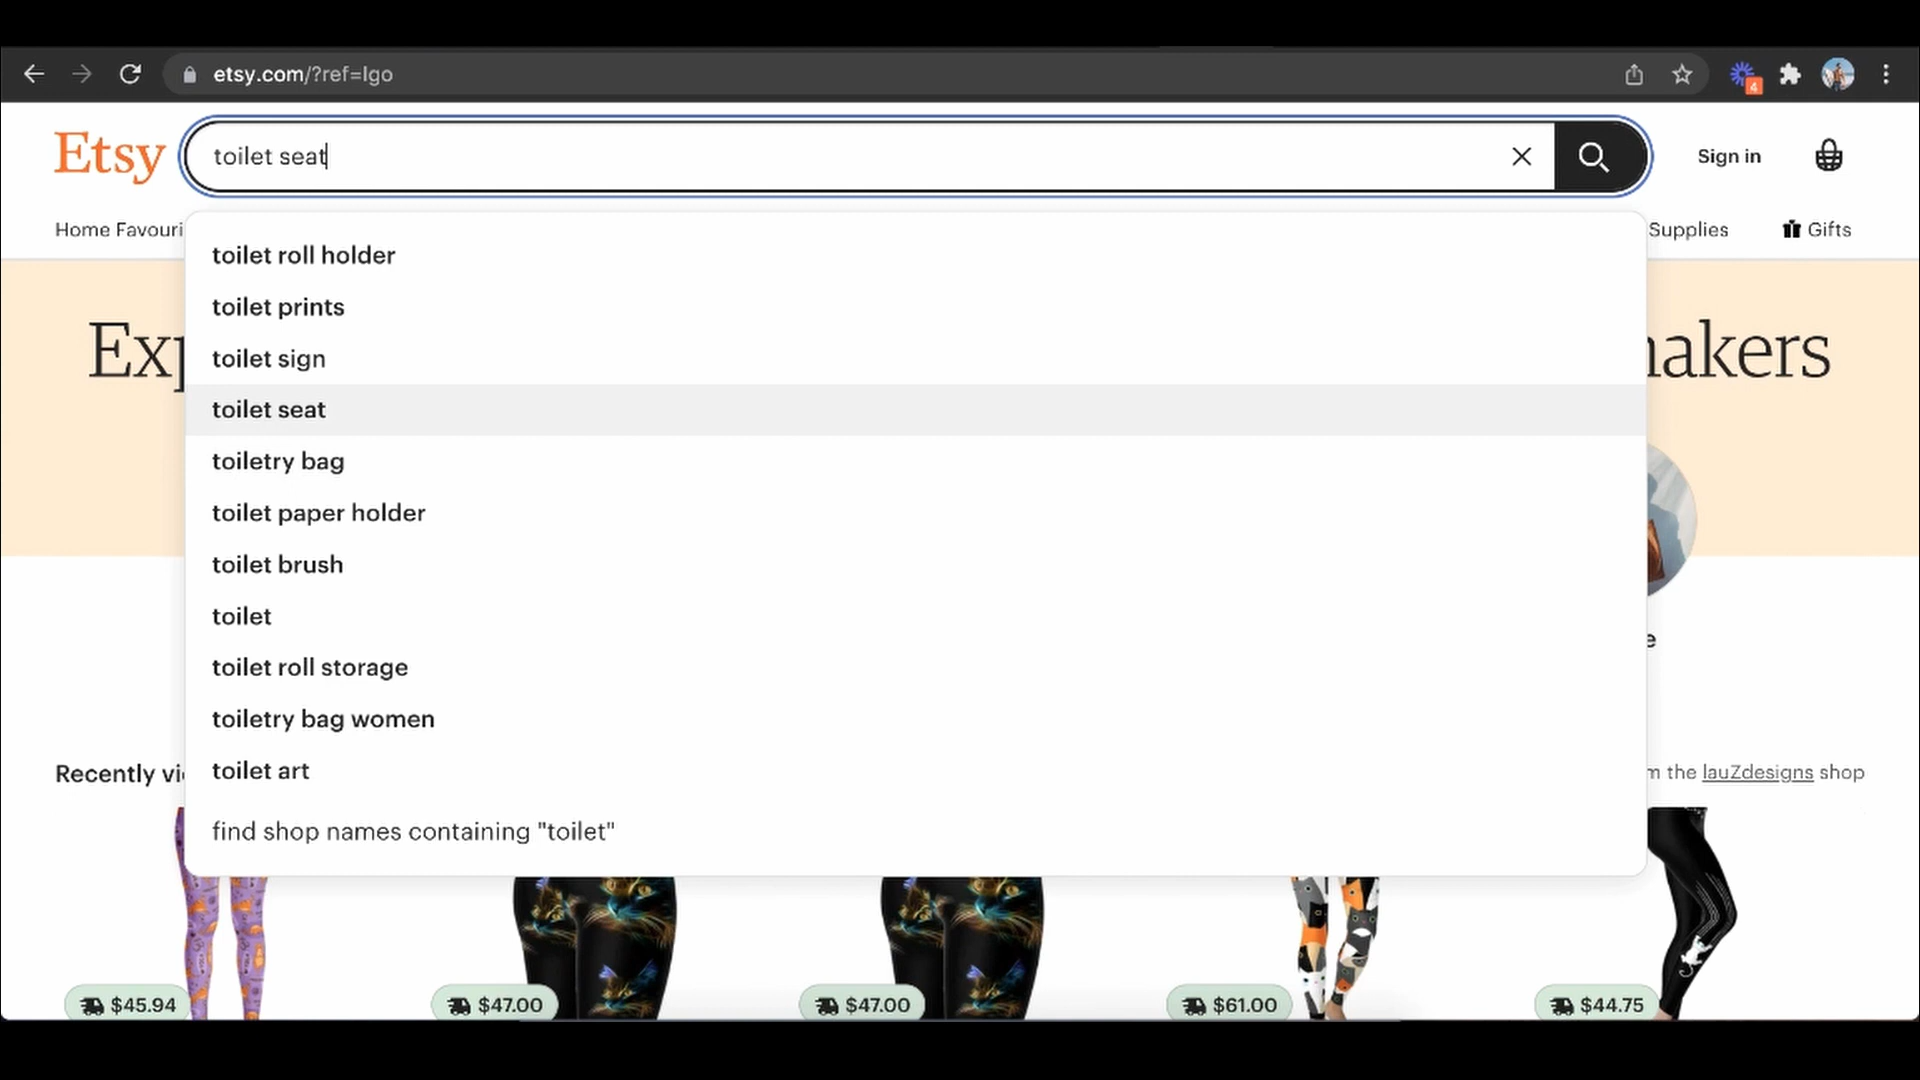 etsy.com/?ref=lgo
4
Etsy
toilet seat
Sign in
Home Favouri
Supplies
Gifts
toilet roll holder
toilet prints
toilet sign
toilet seat
toiletry bag
toilet paper holder
toilet brush
toilet
toilet roll storage
toiletry bag women
toilet art
find shop names containing "toilet"
Exp
makers
e
Recently vi
m the lauZdesigns shop
$45.94
$47.00
$47.00
$61.00
$44.75